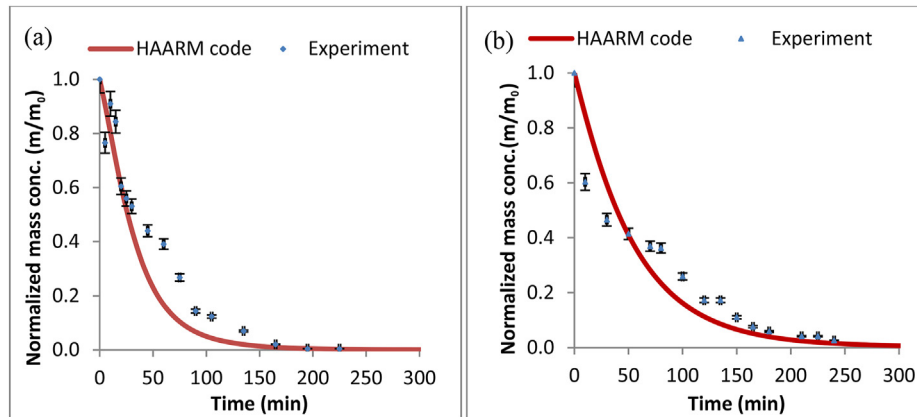 (a)
HAARM code
Experiment
Normalized mass conc. (m/m₀)
1.0
0.8
0.6
0.4
0.2
0.0
0 50 100 150 200 250 300
Time (min)
(b)
HAARM code
Experiment
Normalized mass conc.(m/m₀)
1.0
0.8
0.6
0.4
0.2
0.0
0 50 100 150 200 250 300
Time (min)